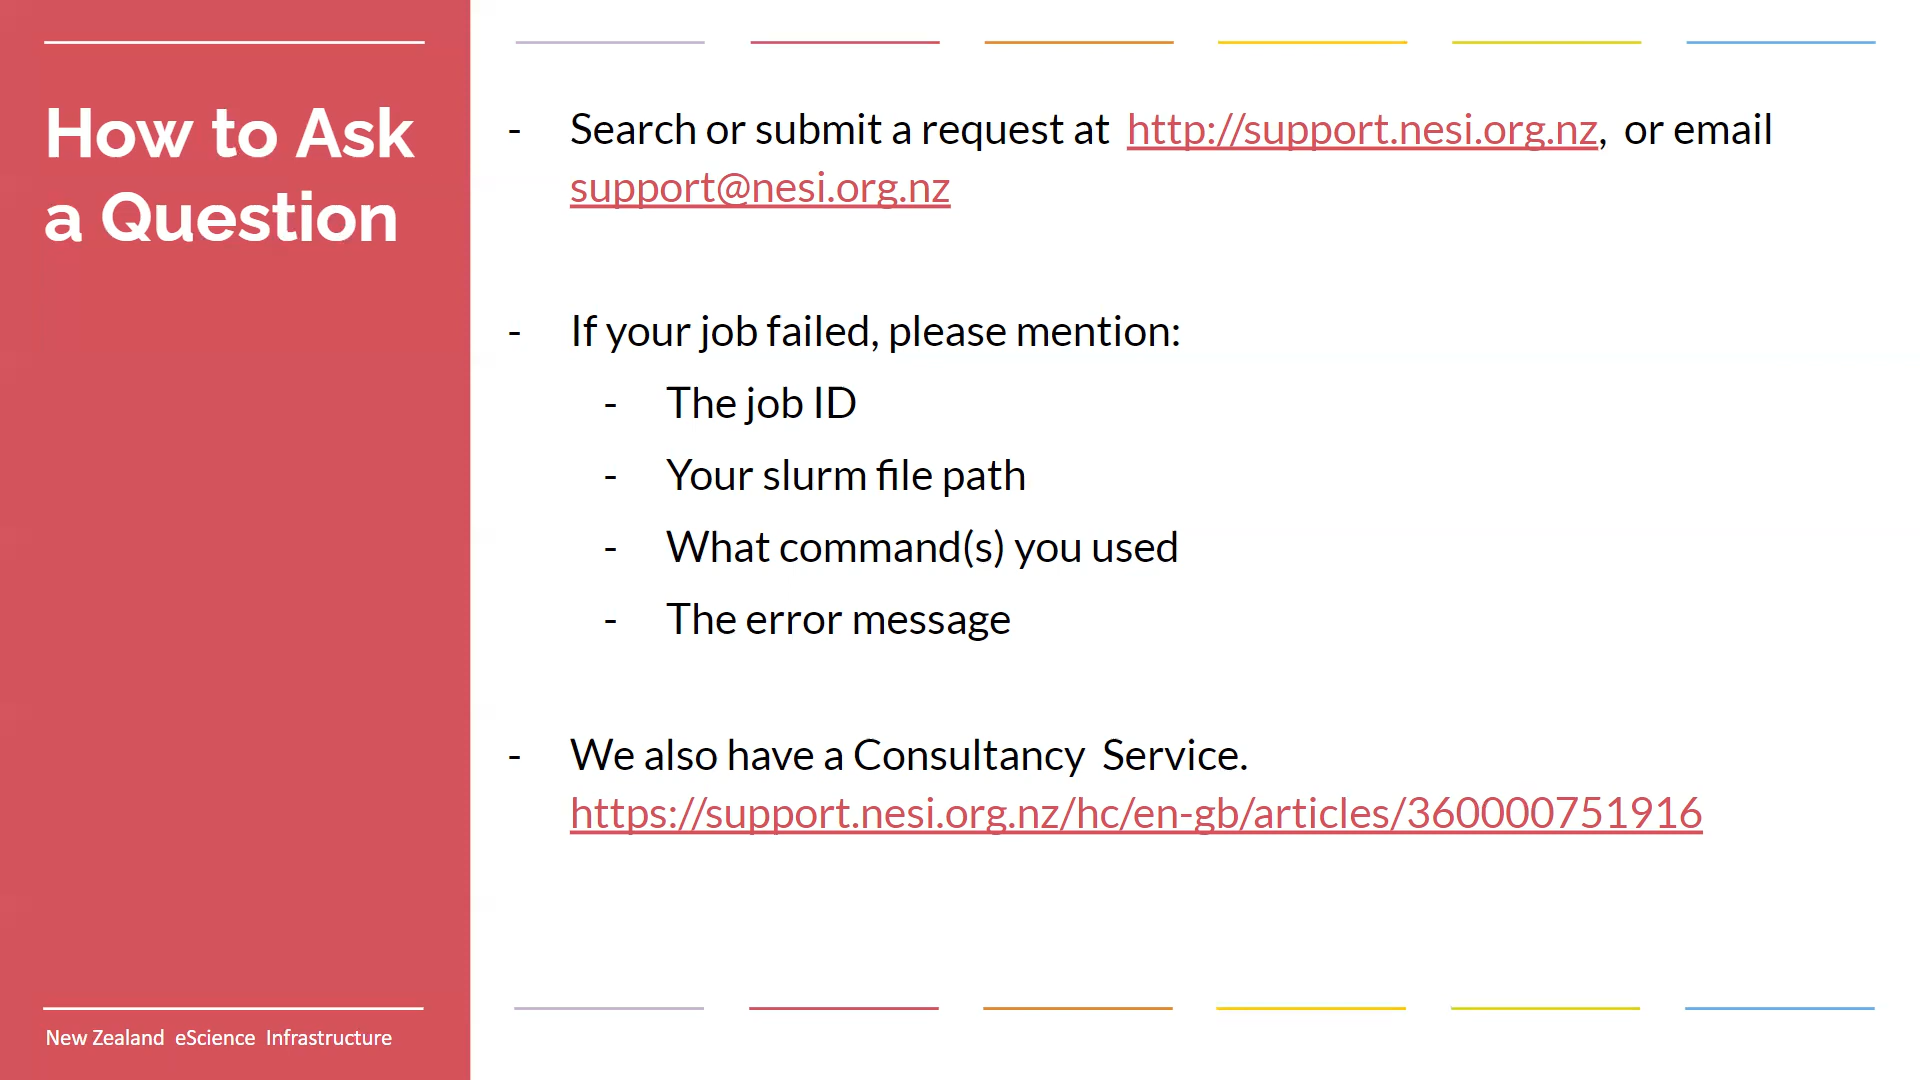 How to Ask
a Question
- Search or submit a request at http://support.nesi.org.nz, or email
support@nesi.org.nz
- If your job failed, please mention:
- The job ID
- Your slurm file path
- What command(s) you used
- The error message
- We also have a Consultancy Service.
https://support.nesi.org.nz/hc/en-gb/articles/360000751916
New Zealand eScience Infrastructure